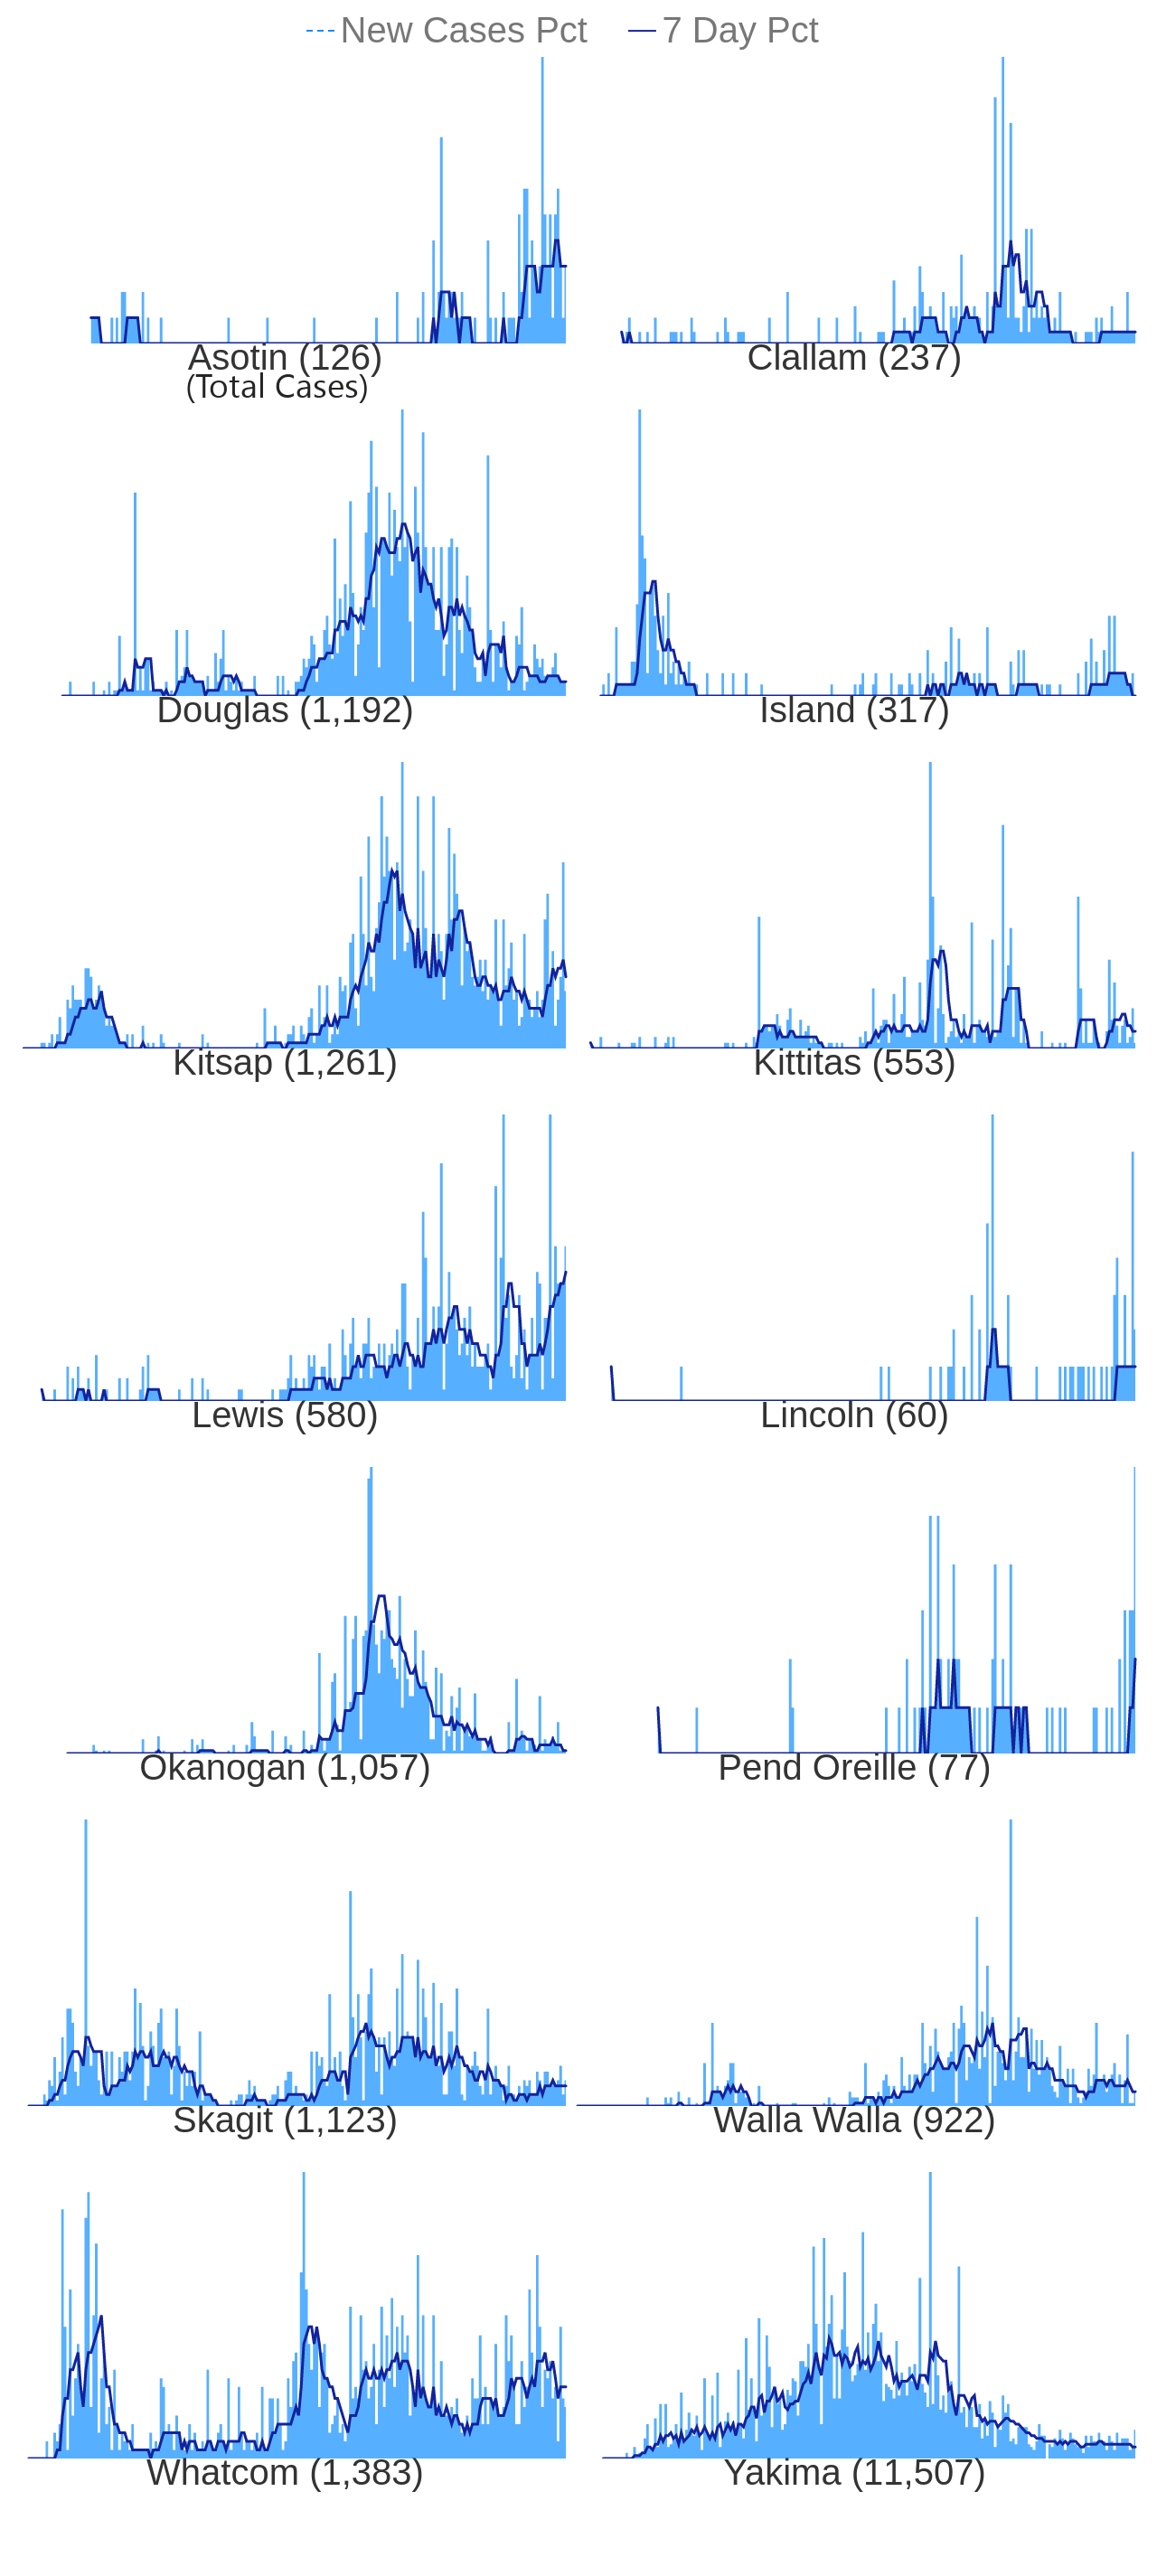 New Cases Pct 7 Day Pct
Asotin (126) Clallam (237)
(Total Cases)
Douglas (1,192) Island (317)
Kitsap (1,261) Kittitas (553)
Lewis (580) Lincoln (60)
Okanogan (1,057) Pend Oreille (77)
Skagit (1,123) Walla Walla (922)
Whatcom (1,383) Yakima (11,507)